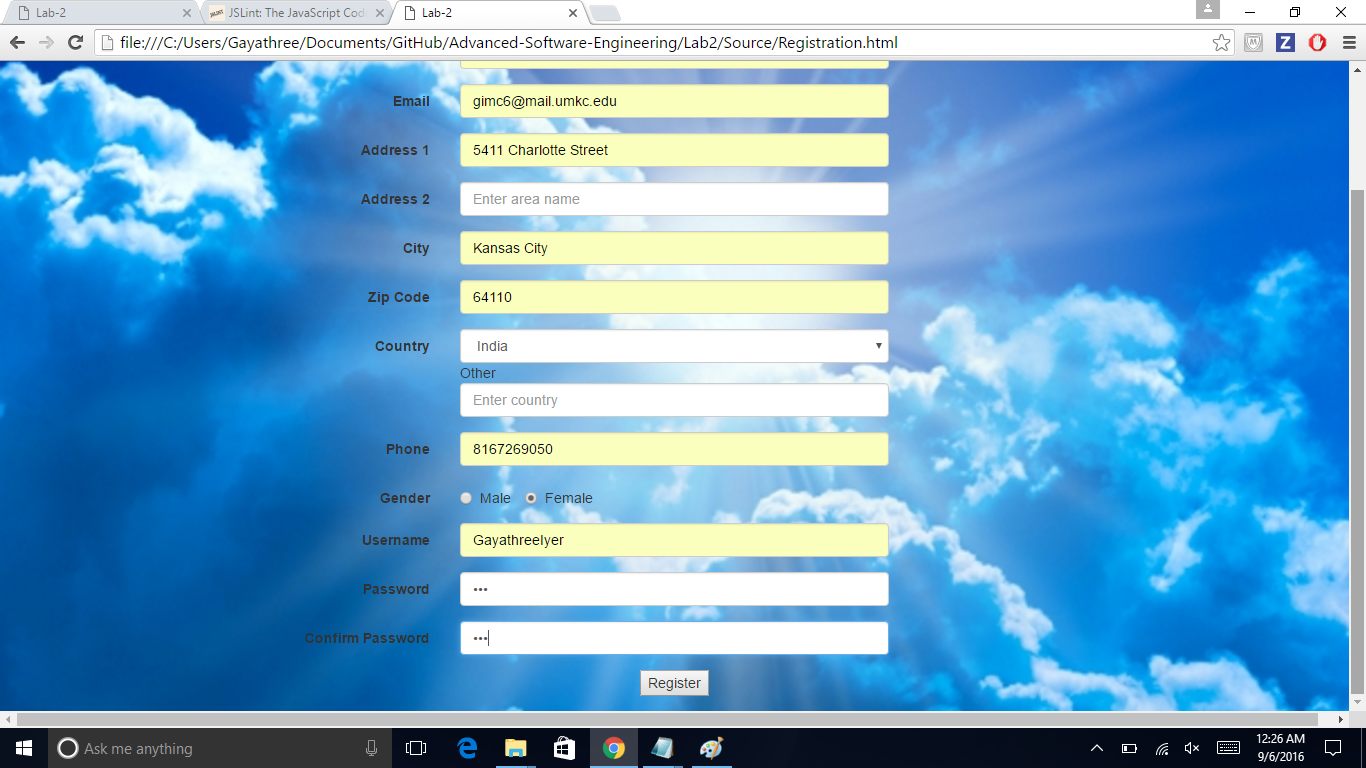 Lab-2
JSLint: The JavaScript Cod
Lab-2
file:///C:/Users/Gayathree/Documents/GitHub/Advanced-Software-Engineering/Lab2/Source/Registration.html
Email gimc6@mail.umkc.edu
Address 1 5411 Charlotte Street
Address 2 Enter area name
City Kansas City
Zip Code 64110
Country India
Other
Enter country
Phone 8167269050
Gender Male Female
Username GayathreeIyer
Password •••
Confirm Password •••
Register
Ask me anything
12:26 AM
9/6/2016